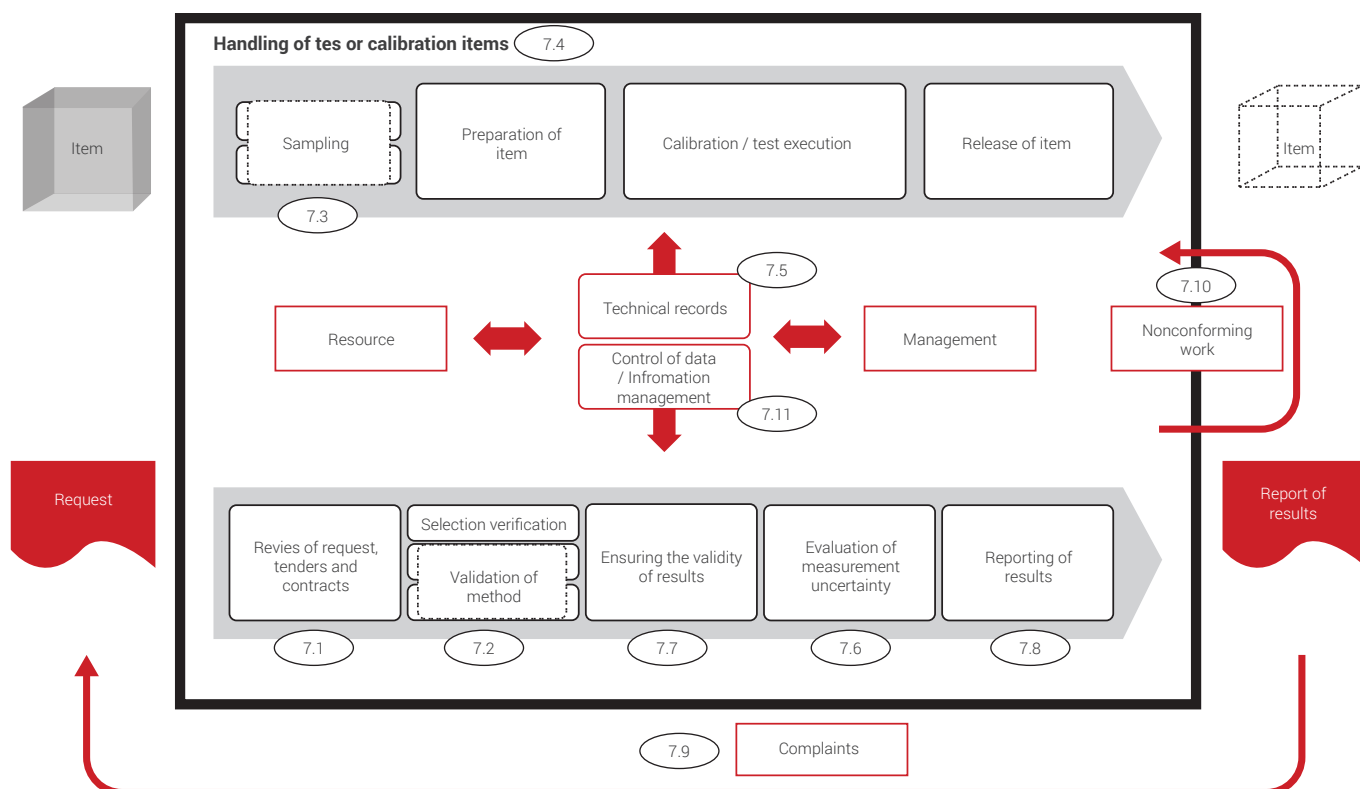 Handling of tes or calibration items
7.4
Item
Sampling
7.3
Preparation of
item
Calibration / test execution
Release of item
Item
7.5
Technical records
Resource
Management
Control of data
/ Infromation
management
7.11
7.10
Nonconforming
work
Request
Report of
results
Revies of request,
tenders and
contracts
7.1
Selection verification
Validation of
method
7.2
Ensuring the validity
of results
7.7
Evaluation of
measurement
uncertainty
7.6
Reporting of
results
7.8
7.9
Complaints